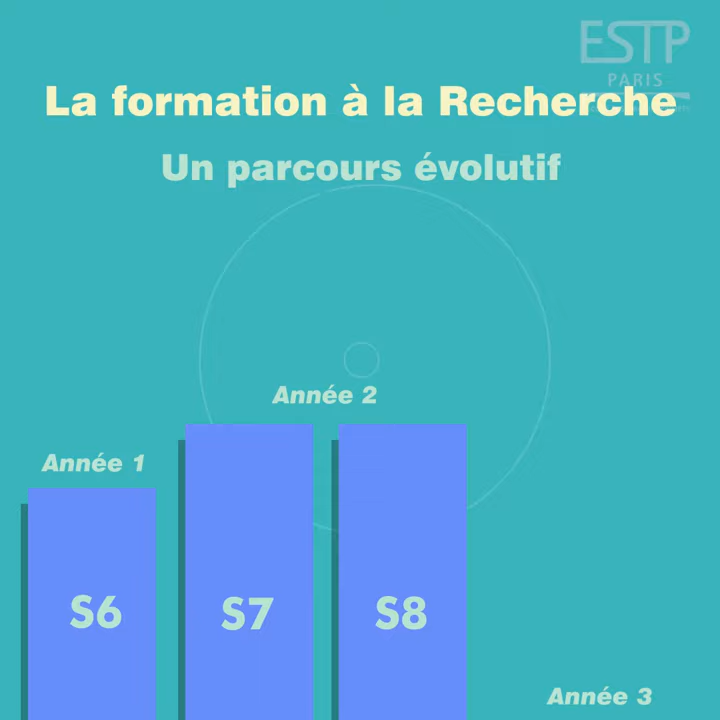 ESTP
PARIS
La formation à la Recherche
Un parcours évolutif
Année 2
Année 1
S6
S7
S8
Année 3